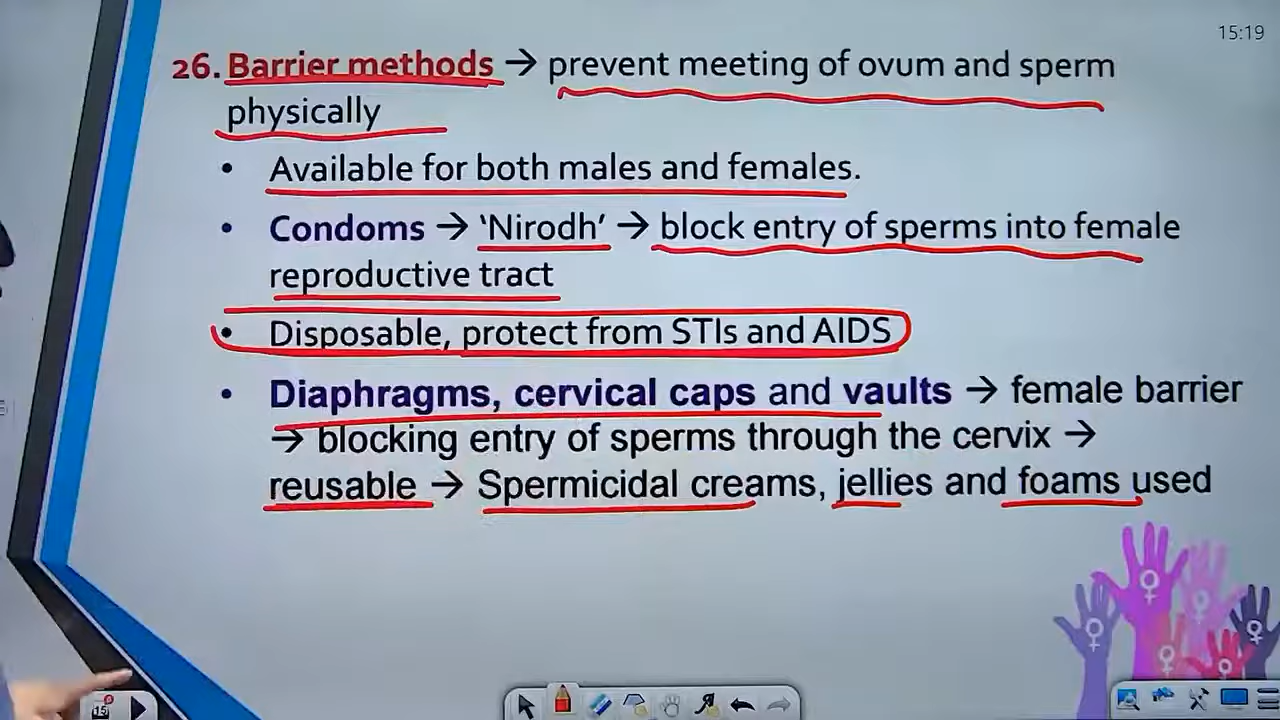 15:19
26. Barrier methods → prevent meeting of ovum and sperm
physically
• Available for both males and females.
• Condoms → ‘Nirodh’ → block entry of sperms into female
reproductive tract
• Disposable, protect from STIs and AIDS
• Diaphragms, cervical caps and vaults → female barrier
→ blocking entry of sperms through the cervix →
reusable → Spermicidal creams, jellies and foams used
15